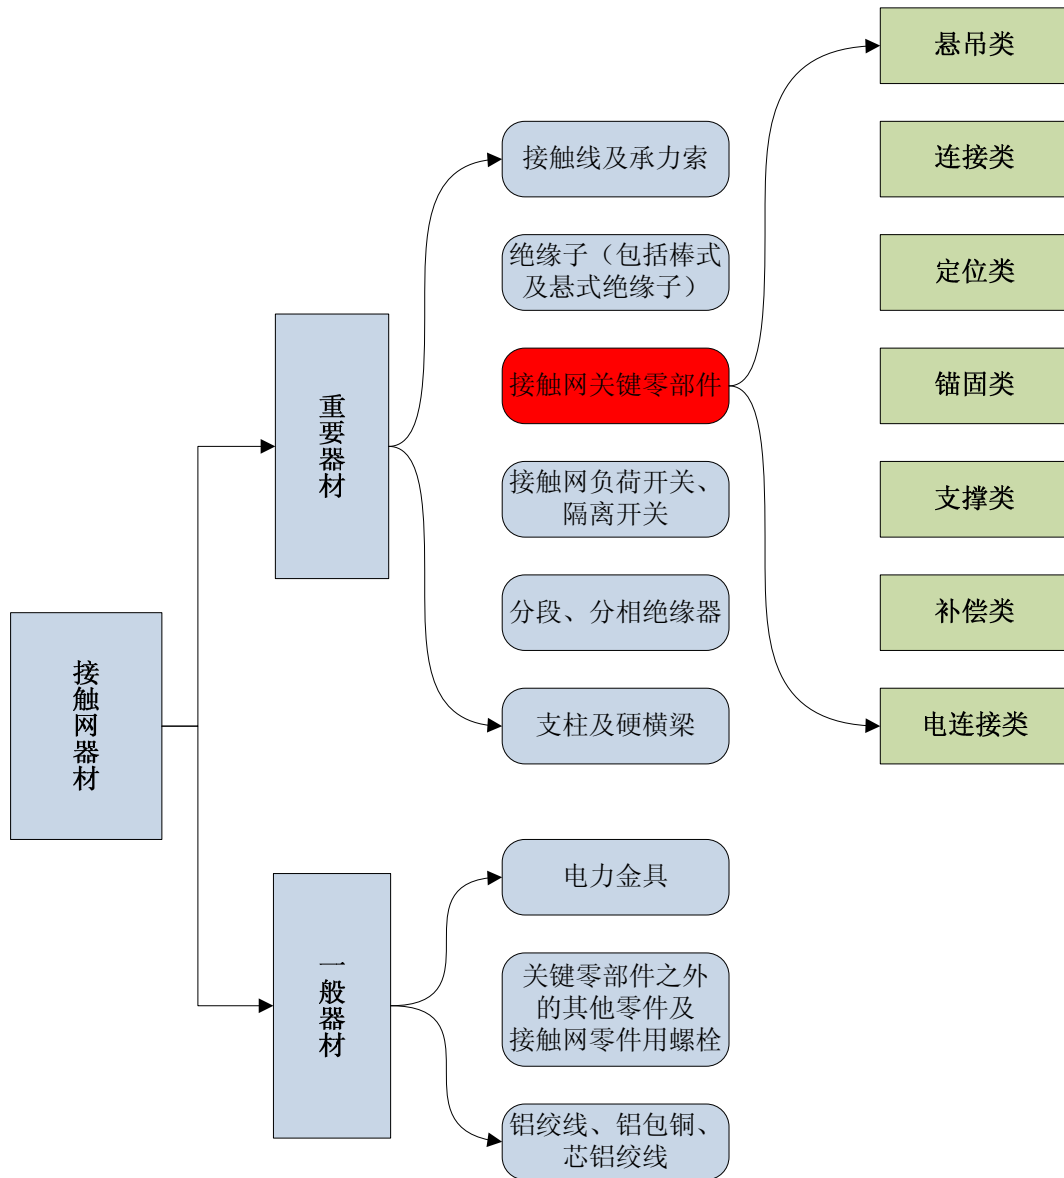 接触网器材
重要器材
接触线及承力索
绝缘子（包括棒式
及悬式绝缘子）
接触网关键零部件
接触网负荷开关、
隔离开关
分段、分相绝缘器
支柱及硬横梁
悬吊类
连接类
定位类
锚固类
支撑类
补偿类
电连接类
一般器材
电力金具
关键零部件之外
的其他零件及
接触网零件用螺栓
铝绞线、铝包铜、
芯铝绞线